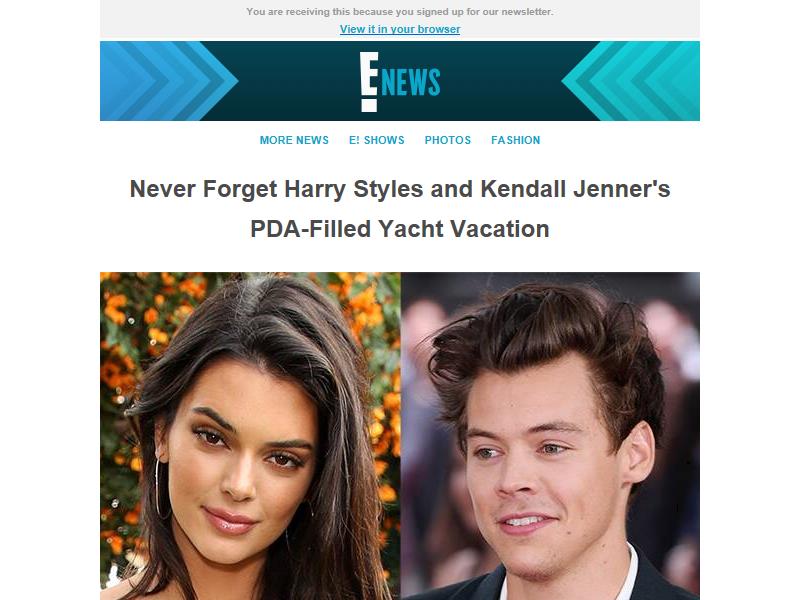 You are receiving this because you signed up for our newsletter.
View it in your browser
E! NEWS
MORE NEWS E! SHOWS PHOTOS FASHION
Never Forget Harry Styles and Kendall Jenner's
PDA-Filled Yacht Vacation